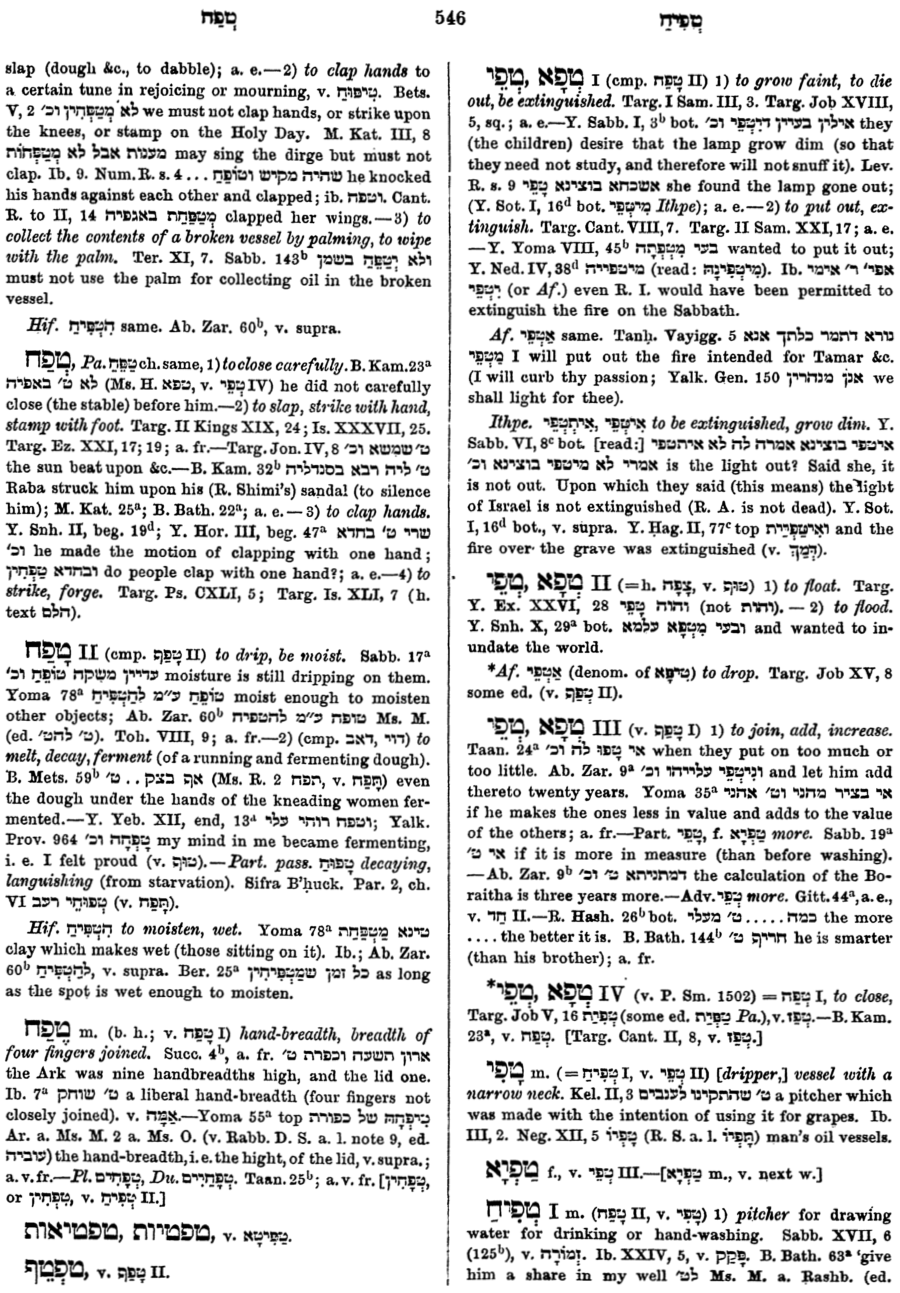 טְפַח 546 טְפִיחַ
slap (dough &c., to dabble); a. e.—2) to clap hands to
a certain tune in rejoicing or mourning, v. טִיפּוּחַ. Bets.
V, 2 לא מְטַפְּחִין וכ׳ we must not clap hands, or strike upon
the knees, or stamp on the Holy Day. M. Kat. III, 8
מענות אבל לא מְטַפְּחוֹת may sing the dirge but must not
clap. Ib. 9. Num. R. s. 4 ... שהיה מקיש וּטוֹפֵחַ he knocked
his hands against each other and clapped; ib. וטפח. Cant.
R. to II, 14 מְטַפַּחַת באגפיה clapped her wings.—3) to
collect the contents of a broken vessel by palming, to wipe
with the palm. Ter. XI, 7. Sabb. 143ᵇ ולא יְטַפַּח בשמן
must not use the palm for collecting oil in the broken
vessel.
Hif. הִטְפִּיחַ same. Ab. Zar. 60ᵇ, v. supra.
טְפַח, Pa. טַפַּח ch. same, 1) to close carefully. B. Kam. 23ᵃ
לא ט׳ באפיה (Ms. H. טפא, v. טְפֵי IV) he did not carefully
close (the stable) before him.—2) to slap, strike with hand,
stamp with foot. Targ. II Kings XIX, 24; Is. XXXVII, 25.
Targ. Ez. XXI, 17; 19; a. fr.—Targ. Jon. IV, 8 ט׳ שמשא וכ׳
the sun beat upon &c.—B. Kam. 32ᵇ ט׳ ליה רבא בסנדליה
Raba struck him upon his (R. Shimi's) sandal (to silence
him); M. Kat. 25ᵃ; B. Bath. 22ᵃ; a. e.—3) to clap hands.
Y. Snh. II, beg. 19ᵈ; Y. Hor. III, beg. 47ᵃ שרי ט׳ בחדא
וכ׳ he made the motion of clapping with one hand;
ובחדא טָפְחִין do people clap with one hand?; a. e.—4) to
strike, forge. Targ. Ps. CXLI, 5; Targ. Is. XLI, 7 (h.
text הלם).
טָפַח II (cmp. טָפַף II) to drip, be moist. Sabb. 17ᵃ
עדיין משקה טוֹפֵחַ וכ׳ moisture is still dripping on them.
Yoma 78ᵃ טוֹפֵחַ ע״מ לְהַטְפִּיחַ moist enough to moisten
other objects; Ab. Zar. 60ᵇ טופח ע״מ להטפיח Ms. M.
(ed. ט׳ להט׳). Toh. VIII, 9; a. fr.—2) (cmp. דוי, דאב) to
melt, decay, ferment (of a running and fermenting dough).
B. Mets. 59ᵇ אף בצק .. ט׳ (Ms. R. 2 תפח, v. תָּפַח) even
the dough under the hands of the kneading women fer-
mented.—Y. Yeb. XII, end, 13ᵃ וטפח רוחי עלי; Yalk.
Prov. 964 טָפְחָה וכ׳ my mind in me became fermenting,
i. e. I felt proud (v. טוּף).—Part. pass. טָפוּחַ decaying,
languishing (from starvation). Sifra B'ḥuck. Par. 2, ch.
VI טפוחי רעב (v. תָּפַח).
Hif. הִטְפִּיחַ to moisten, wet. Yoma 78ᵃ טינא מַטְפַּחַת
clay which makes wet (those sitting on it). Ib.; Ab. Zar.
60ᵇ לְהַטְפִּיחַ, v. supra. Ber. 25ᵃ כל זמן שמַטְפִּיחִין as long
as the spot is wet enough to moisten.
טֶפַח m. (b. h.; v. טָפַח I) hand-breadth, breadth of
four fingers joined. Succ. 4ᵇ, a. fr. ארון תשעה וכפרת ט׳
the Ark was nine handbreadths high, and the lid one.
Ib. 7ᵃ ט׳ שוחק a liberal hand-breadth (four fingers not
closely joined). v. אַמָּה.—Yoma 55ᵃ top טִיפְחָהּ של כפורת
Ar. a. Ms. M. 2 a. Ms. O. (v. Rabb. D. S. a. l. note 9, ed.
עוביה) the hand-breadth, i. e. the hight, of the lid, v. supra.;
a. v. fr.—Pl. טְפָחִים, Du. טִפְחַיִים. Taan. 25ᵇ; a. v. fr. [טָפְחִין,
or טִפְחִין, v. טְפִיחַ II.]
טפטיות, טפטיאות, v. טַפִּיטָא.
טַפְטֵף, v. טָפַף II.
טְפֵי, טְפָא I (cmp. טָפַח II) 1) to grow faint, to die
out, be extinguished. Targ. I Sam. III, 3. Targ. Job XVIII,
5, sq.; a. e.—Y. Sabb. I, 3ᵇ bot. אילין בעיין דיִטְפֵי וכ׳ they
(the children) desire that the lamp grow dim (so that
they need not study, and therefore will not snuff it). Lev.
R. s. 9 אשכחא בוצינא טָפֵי she found the lamp gone out;
(Y. Sot. I, 16ᵈ bot. מִיטְּפֵי Ithpe); a. e.—2) to put out, ex-
tinguish. Targ. Cant. VIII, 7. Targ. II Sam. XXI, 17; a. e.
—Y. Yoma VIII, 45ᵇ בעי מִטְפָּתָהּ wanted to put it out;
Y. Ned. IV, 38ᵈ מיטפייה (read: מִיטְפִינָהּ). Ib. אפי׳ ר׳ אימי
יִטְפֵי (or Af.) even R. I. would have been permitted to
extinguish the fire on the Sabbath.
Af. אַטְפֵּי same. Tanḥ. Vayigg. 5 נורא דתמר כלתך אנא
מַטְפֵּי I will put out the fire intended for Tamar &c.
(I will curb thy passion; Yalk. Gen. 150 אנן מנהרין we
shall light for thee).
Ithpe. אִיטְּפֵי, אִיתְטְפֵי to be extinguished, grow dim. Y.
Sabb. VI, 8ᶜ bot. [read:] איטפי בוצינא אמרה לה לא איתטפי
אמרי לא מיטפי בוצינא וכ׳ is the light out? Said she, it
is not out. Upon which they said (this means) the light
of Israel is not extinguished (R. A. is not dead). Y. Sot.
I, 16ᵈ bot., v. supra. Y. Ḥag. II, 77ᶜ top וְאִיטְפְיַית and the
fire over the grave was extinguished (v. דְּמַךְ).
טְפֵי, טְפָא II (=h. צָפָה, v. טוּף) 1) to float. Targ.
Y. Ex. XXVI, 28 והוה טָפֵי (not והות).—2) to flood.
Y. Snh. X, 29ᵃ bot. ובעי מִטְפָא עלמא and wanted to in-
undate the world.
*Af. אַטְפֵּי (denom. of טִיפָּא) to drop. Targ. Job XV, 8
some ed. (v. טָפַף II).
טְפֵי, טְפָא III (v. טָפַף I) 1) to join, add, increase.
Taan. 24ᵃ אי טָפוּ לה וכ׳ when they put on too much or
too little. Ab. Zar. 9ᵃ וְנִיטְפֵי עלייהו וכ׳ and let him add
thereto twenty years. Yoma 35ᵃ אי בציר מהני וט׳ אהני
if he makes the ones less in value and adds to the value
of the others; a. fr.—Part. טָפֵי, f. טָפְיָא more. Sabb. 19ᵃ
אי ט׳ if it is more in measure (than before washing).
—Ab. Zar. 9ᵇ דמתניתא ט׳ וכ׳ the calculation of the Bo-
raitha is three years more.—Adv. טְפֵי more. Gitt. 44ᵃ, a. e.,
v. חַד II.—R. Hash. 26ᵇ bot. כמה.....ט׳ מעלי the more
.... the better it is. B. Bath. 144ᵇ חריף ט׳ he is smarter
(than his brother); a. fr.
*טְפֵי, טְפָא IV (v. P. Sm. 1502) = טְפַח I, to close,
Targ. Job V, 16 טְפִיַּת (some ed. טַפְּיַת Pa.), v. טְפַז.—B. Kam.
23ᵃ, v. טְפַח. [Targ. Cant. II, 8, v. טְפַז.]
טָפִי m. (=טְפִיחַ I, v. טְפֵי II) [dripper,] vessel with a
narrow neck. Kel. II, 3 ט׳ שהתקינו לענבים a pitcher which
was made with the intention of using it for grapes. Ib.
III, 2. Neg. XII, 5 טָפְיוֹ (R. S. a. l. תָּפְיוֹ) man's oil vessels.
טָפְיָא f., v. טְפֵי III.—[טָפְיָא m., v. next w.]
טְפִיחַ I m. (טָפַח II, v. טָפִי) 1) pitcher for drawing
water for drinking or hand-washing. Sabb. XVII, 6
(125ᵇ), v. זְמוֹרָה. Ib. XXIV, 5, v. פָּקַק. B. Bath. 63ᵃ 'give
him a share in my well לט׳ Ms. M. a. Rashb. (ed.